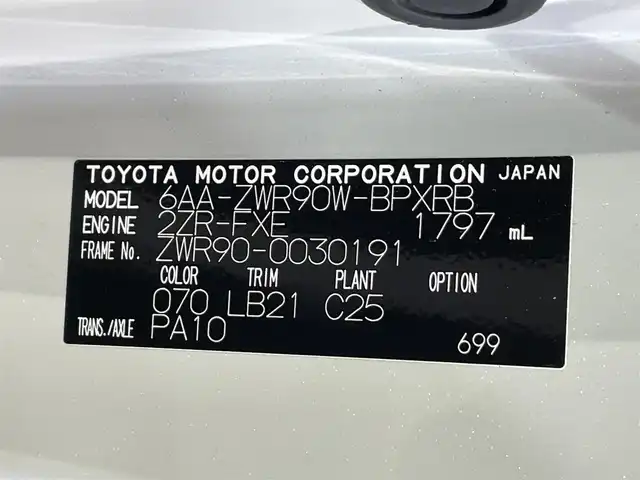 TOYOTA MOTOR CORPORATION JAPAN
MODEL 6AA-ZWR90W-BPXRB
ENGINE 2ZR-FXE 1797 mL
FRAME No. ZWR90-0030191
COLOR TRIM PLANT OPTION
070 LB21 C25
TRANS./AXLE PA10
699